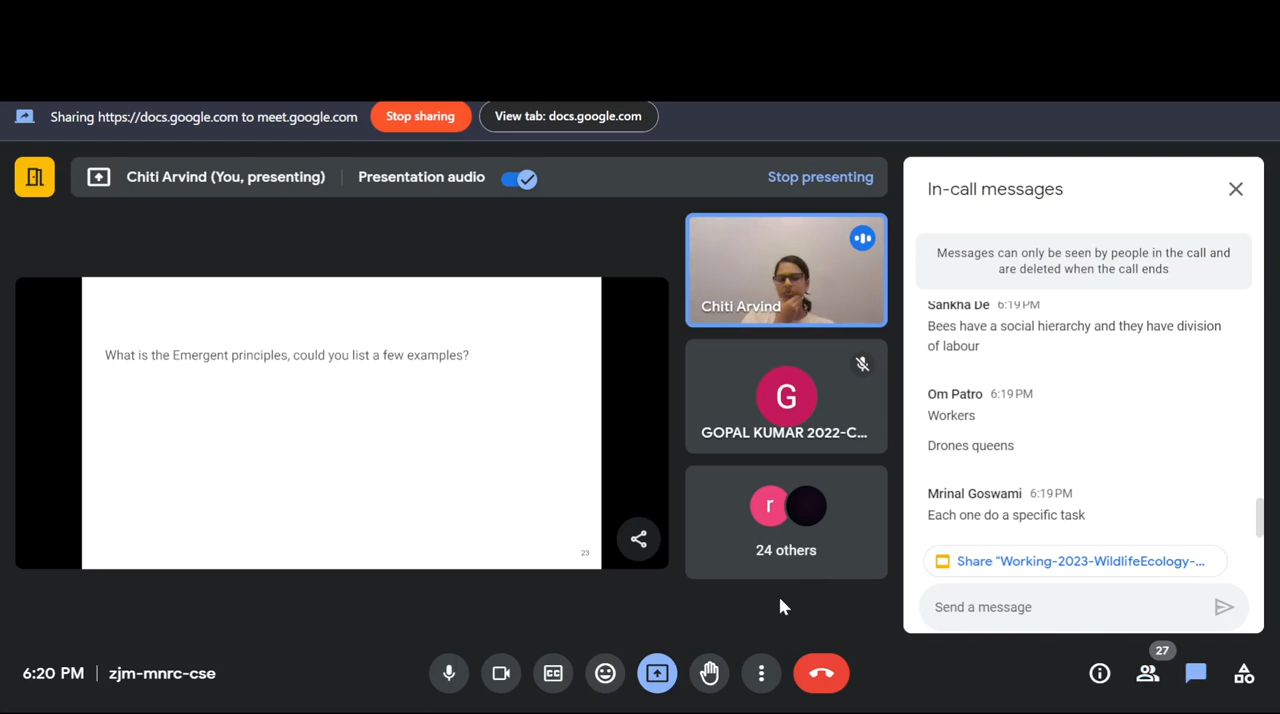 Sharing https://docs.google.com to meet.google.com
Stop sharing
View tab: docs.google.com
Chiti Arvind (You, presenting)
Presentation audio
Stop presenting
What is the Emergent principles, could you list a few examples?
23
Chiti Arvind
G
GOPAL KUMAR 2022-C...
r
24 others
In-call messages
Messages can only be seen by people in the call and
are deleted when the call ends
Sankha De 6:19 PM
Bees have a social hierarchy and they have division
of labour
Om Patro 6:19 PM
Workers
Drones queens
Mrinal Goswami 6:19 PM
Each one do a specific task
Share "Working-2023-WildlifeEcology-...
Send a message
6:20 PM
zjm-mnrc-cse
CC
27